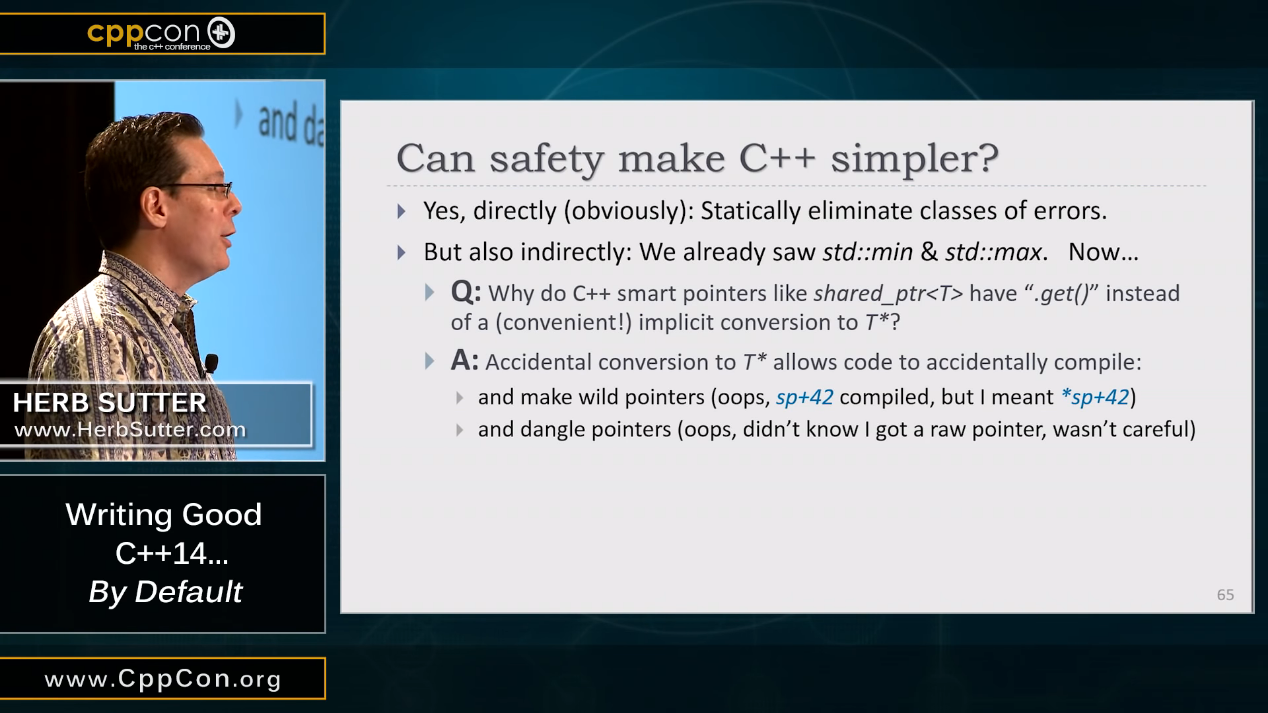 cppcon
the c++ conference
and da
HERB SUTTER
www.HerbSutter.com
Writing Good
C++14...
By Default
www.CppCon.org
Can safety make C++ simpler?
Yes, directly (obviously): Statically eliminate classes of errors.
But also indirectly: We already saw std::min & std::max. Now…
Q: Why do C++ smart pointers like shared_ptr<T> have “.get()” instead
of a (convenient!) implicit conversion to T*?
A: Accidental conversion to T* allows code to accidentally compile:
and make wild pointers (oops, sp+42 compiled, but I meant *sp+42)
and dangle pointers (oops, didn’t know I got a raw pointer, wasn’t careful)
65